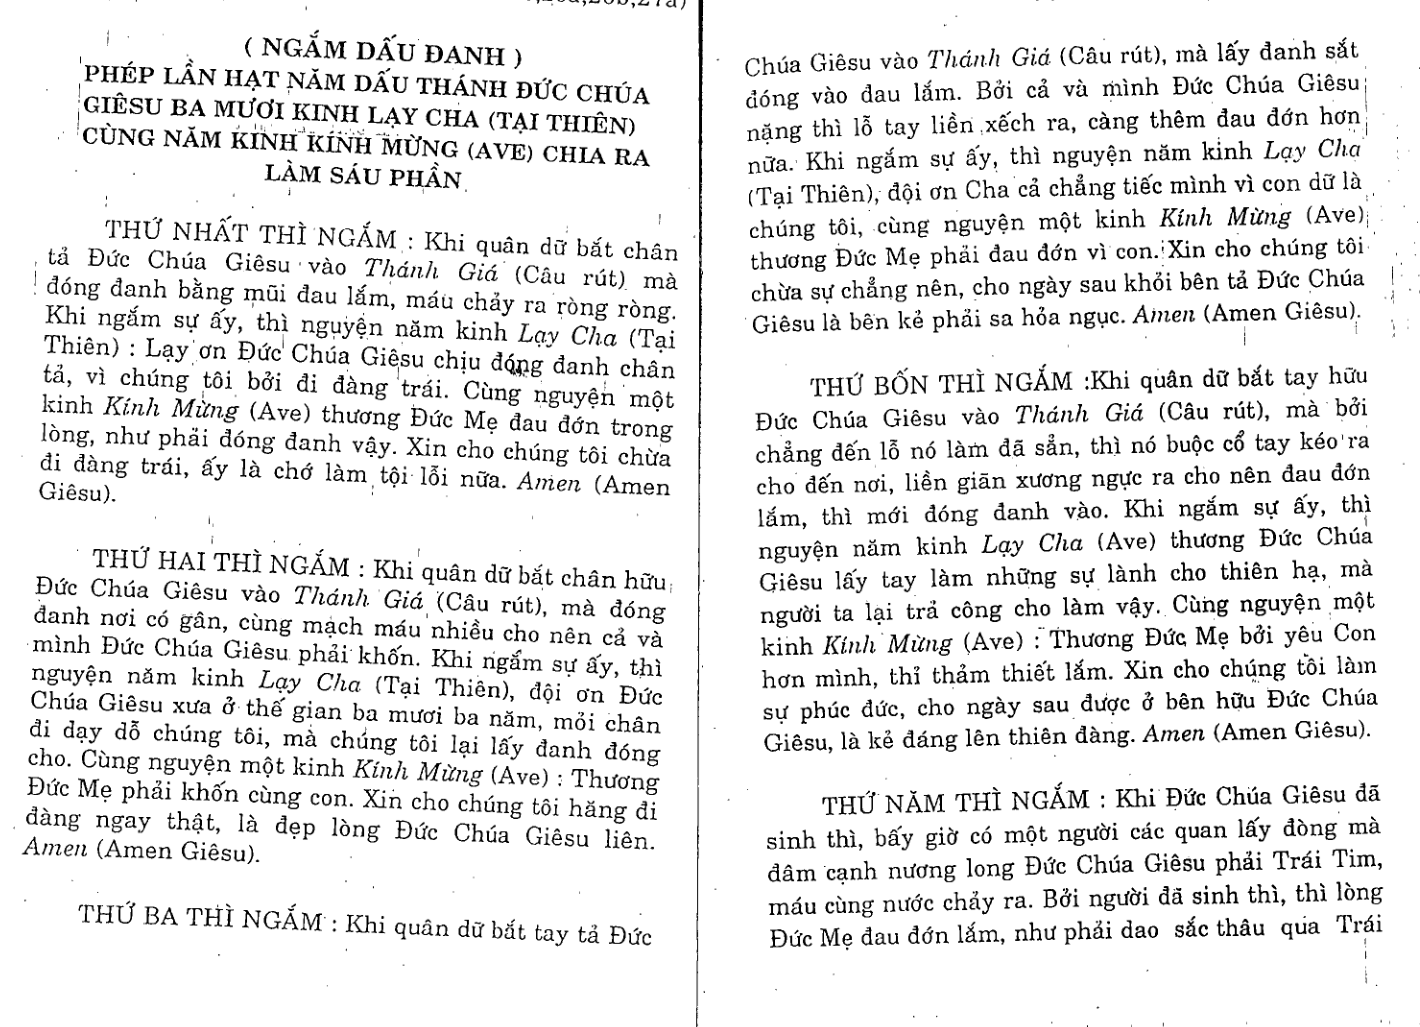 ( NGẮM DẤU ĐANH )
PHÉP LẦN HẠT NĂM DẤU THÁNH ĐỨC CHÚA
GIÊSU BA MƯƠI KINH LẠY CHA (TẠI THIÊN)
CÙNG NĂM KINH KÍNH MỪNG (AVE) CHIA RA
LÀM SÁU PHẦN
THỨ NHẤT THÌ NGẮM : Khi quân dữ bắt chân
tả Đức Chúa Giêsu vào Thánh Giá (Câu rút) mà
đóng đanh bằng mũi đau lắm, máu chảy ra ròng ròng.
Khi ngắm sự ấy, thì nguyện năm kinh Lạy Cha (Tại
Thiên) : Lạy ơn Đức Chúa Giêsu chịu đóng đanh chân
tả, vì chúng tôi bởi đi đàng trái. Cùng nguyện một
kinh Kính Mừng (Ave) thương Đức Mẹ đau đớn trong
lòng, như phải đóng đanh vậy. Xin cho chúng tôi chừa
đi đàng trái, ấy là chớ làm tội lỗi nữa. Amen (Amen
Giêsu).
THỨ HAI THÌ NGẮM : Khi quân dữ bắt chân hữu
Đức Chúa Giêsu vào Thánh Giá (Câu rút), mà đóng
đanh nơi có gân, cùng mạch máu nhiều cho nên cả và
mình Đức Chúa Giêsu phải khốn. Khi ngắm sự ấy, thì
nguyện năm kinh Lạy Cha (Tại Thiên), đội ơn Đức
Chúa Giêsu xưa ở thế gian ba mươi ba năm, mỏi chân
đi dạy dỗ chúng tôi, mà chúng tôi lại lấy đanh đóng
cho. Cùng nguyện một kinh Kính Mừng (Ave) : Thương
Đức Mẹ phải khốn cùng con. Xin cho chúng tôi hăng đi
đàng ngay thật, là đẹp lòng Đức Chúa Giêsu liên.
Amen (Amen Giêsu).
THỨ BA THÌ NGẮM : Khi quân dữ bắt tay tả Đức
Chúa Giêsu vào Thánh Giá (Câu rút), mà lấy đanh sắt
đóng vào đau lắm. Bởi cả và mình Đức Chúa Giêsu
nặng thì lỗ tay liền xếch ra, càng thêm đau đớn hơn
nữa. Khi ngắm sự ấy, thì nguyện năm kinh Lạy Cha
(Tại Thiên), đội ơn Cha cả chẳng tiếc mình vì con dữ là
chúng tôi, cùng nguyện một kinh Kính Mừng (Ave)
thương Đức Mẹ phải đau đớn vì con. Xin cho chúng tôi
chừa sự chẳng nên, cho ngày sau khỏi bên tả Đức Chúa
Giêsu là bên kẻ phải sa hỏa ngục. Amen (Amen Giêsu).
THỨ BỐN THÌ NGẮM :Khi quân dữ bắt tay hữu
Đức Chúa Giêsu vào Thánh Giá (Câu rút), mà bởi
chẳng đến lỗ nó làm đã sẳn, thì nó buộc cổ tay kéo ra
cho đến nơi, liền giãn xương ngực ra cho nên đau đớn
lắm, thì mới đóng đanh vào. Khi ngắm sự ấy, thì
nguyện năm kinh Lạy Cha (Ave) thương Đức Chúa
Giêsu lấy tay làm những sự lành cho thiên hạ, mà
người ta lại trả công cho làm vậy. Cùng nguyện một
kinh Kính Mừng (Ave) : Thương Đức Mẹ bởi yêu Con
hơn mình, thỉ thảm thiết lắm. Xin cho chúng tôi làm
sự phúc đức, cho ngày sau được ở bên hữu Đức Chúa
Giêsu, là kẻ đáng lên thiên đàng. Amen (Amen Giêsu).
THỨ NĂM THÌ NGẮM : Khi Đức Chúa Giêsu đã
sinh thì, bấy giờ có một người các quan lấy đòng mà
đâm cạnh nương long Đức Chúa Giêsu phải Trái Tim,
máu cùng nước chảy ra. Bởi người đã sinh thì, thì lòng
Đức Mẹ đau đớn lắm, như phải dao sắc thâu qua Trái